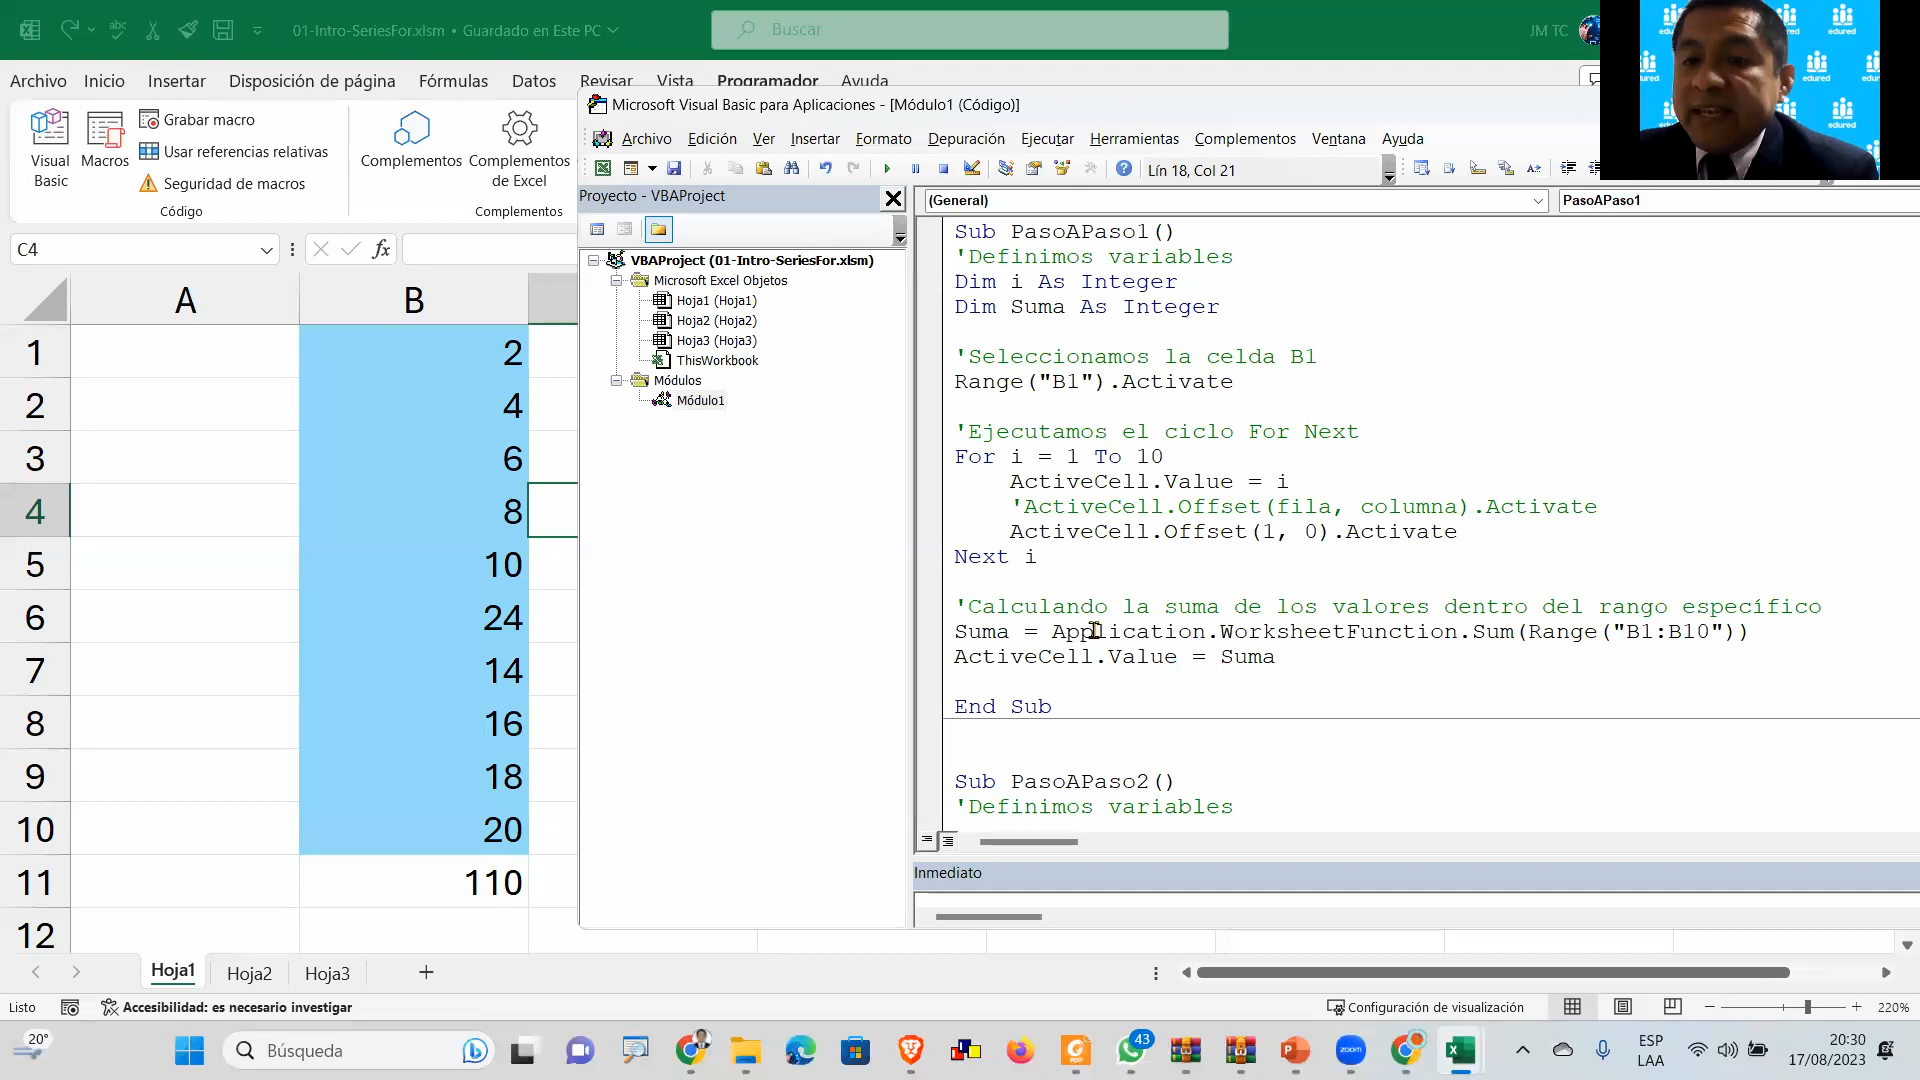 01-Intro-SeriesFor.xlsm • Guardado en Este PC
Buscar
JM TC
Archivo Inicio Insertar Disposición de página Fórmulas Datos Revisar Vista Programador Ayuda
Visual Basic
Macros
Grabar macro
Usar referencias relativas
Seguridad de macros
Código
Complementos
Complementos de Excel
Complementos
C4
fx
A B
1 2
2 4
3 6
4 8
5 10
6 24
7 14
8 16
9 18
10 20
11 110
12
Microsoft Visual Basic para Aplicaciones - [Módulo1 (Código)]
Archivo Edición Ver Insertar Formato Depuración Ejecutar Herramientas Complementos Ventana Ayuda
Lín 18, Col 21
Proyecto - VBAProject
VBAProject (01-Intro-SeriesFor.xlsm)
Microsoft Excel Objetos
Hoja1 (Hoja1)
Hoja2 (Hoja2)
Hoja3 (Hoja3)
ThisWorkbook
Módulos
Módulo1
(General)
PasoAPaso1
Sub PasoAPaso1()
'Definimos variables
Dim i As Integer
Dim Suma As Integer
'Seleccionamos la celda B1
Range("B1").Activate
'Ejecutamos el ciclo For Next
For i = 1 To 10
ActiveCell.Value = i
'ActiveCell.Offset(fila, columna).Activate
ActiveCell.Offset(1, 0).Activate
Next i
'Calculando la suma de los valores dentro del rango específico
Suma = Application.WorksheetFunction.Sum(Range("B1:B10"))
ActiveCell.Value = Suma
End Sub
Sub PasoAPaso2()
'Definimos variables
Inmediato
edured
edured
edured
edured
edured
Hoja1 Hoja2 Hoja3
Listo
Accesibilidad: es necesario investigar
Configuración de visualización
220%
20°
Búsqueda
43
zoom
ESP
LAA
20:30
17/08/2023